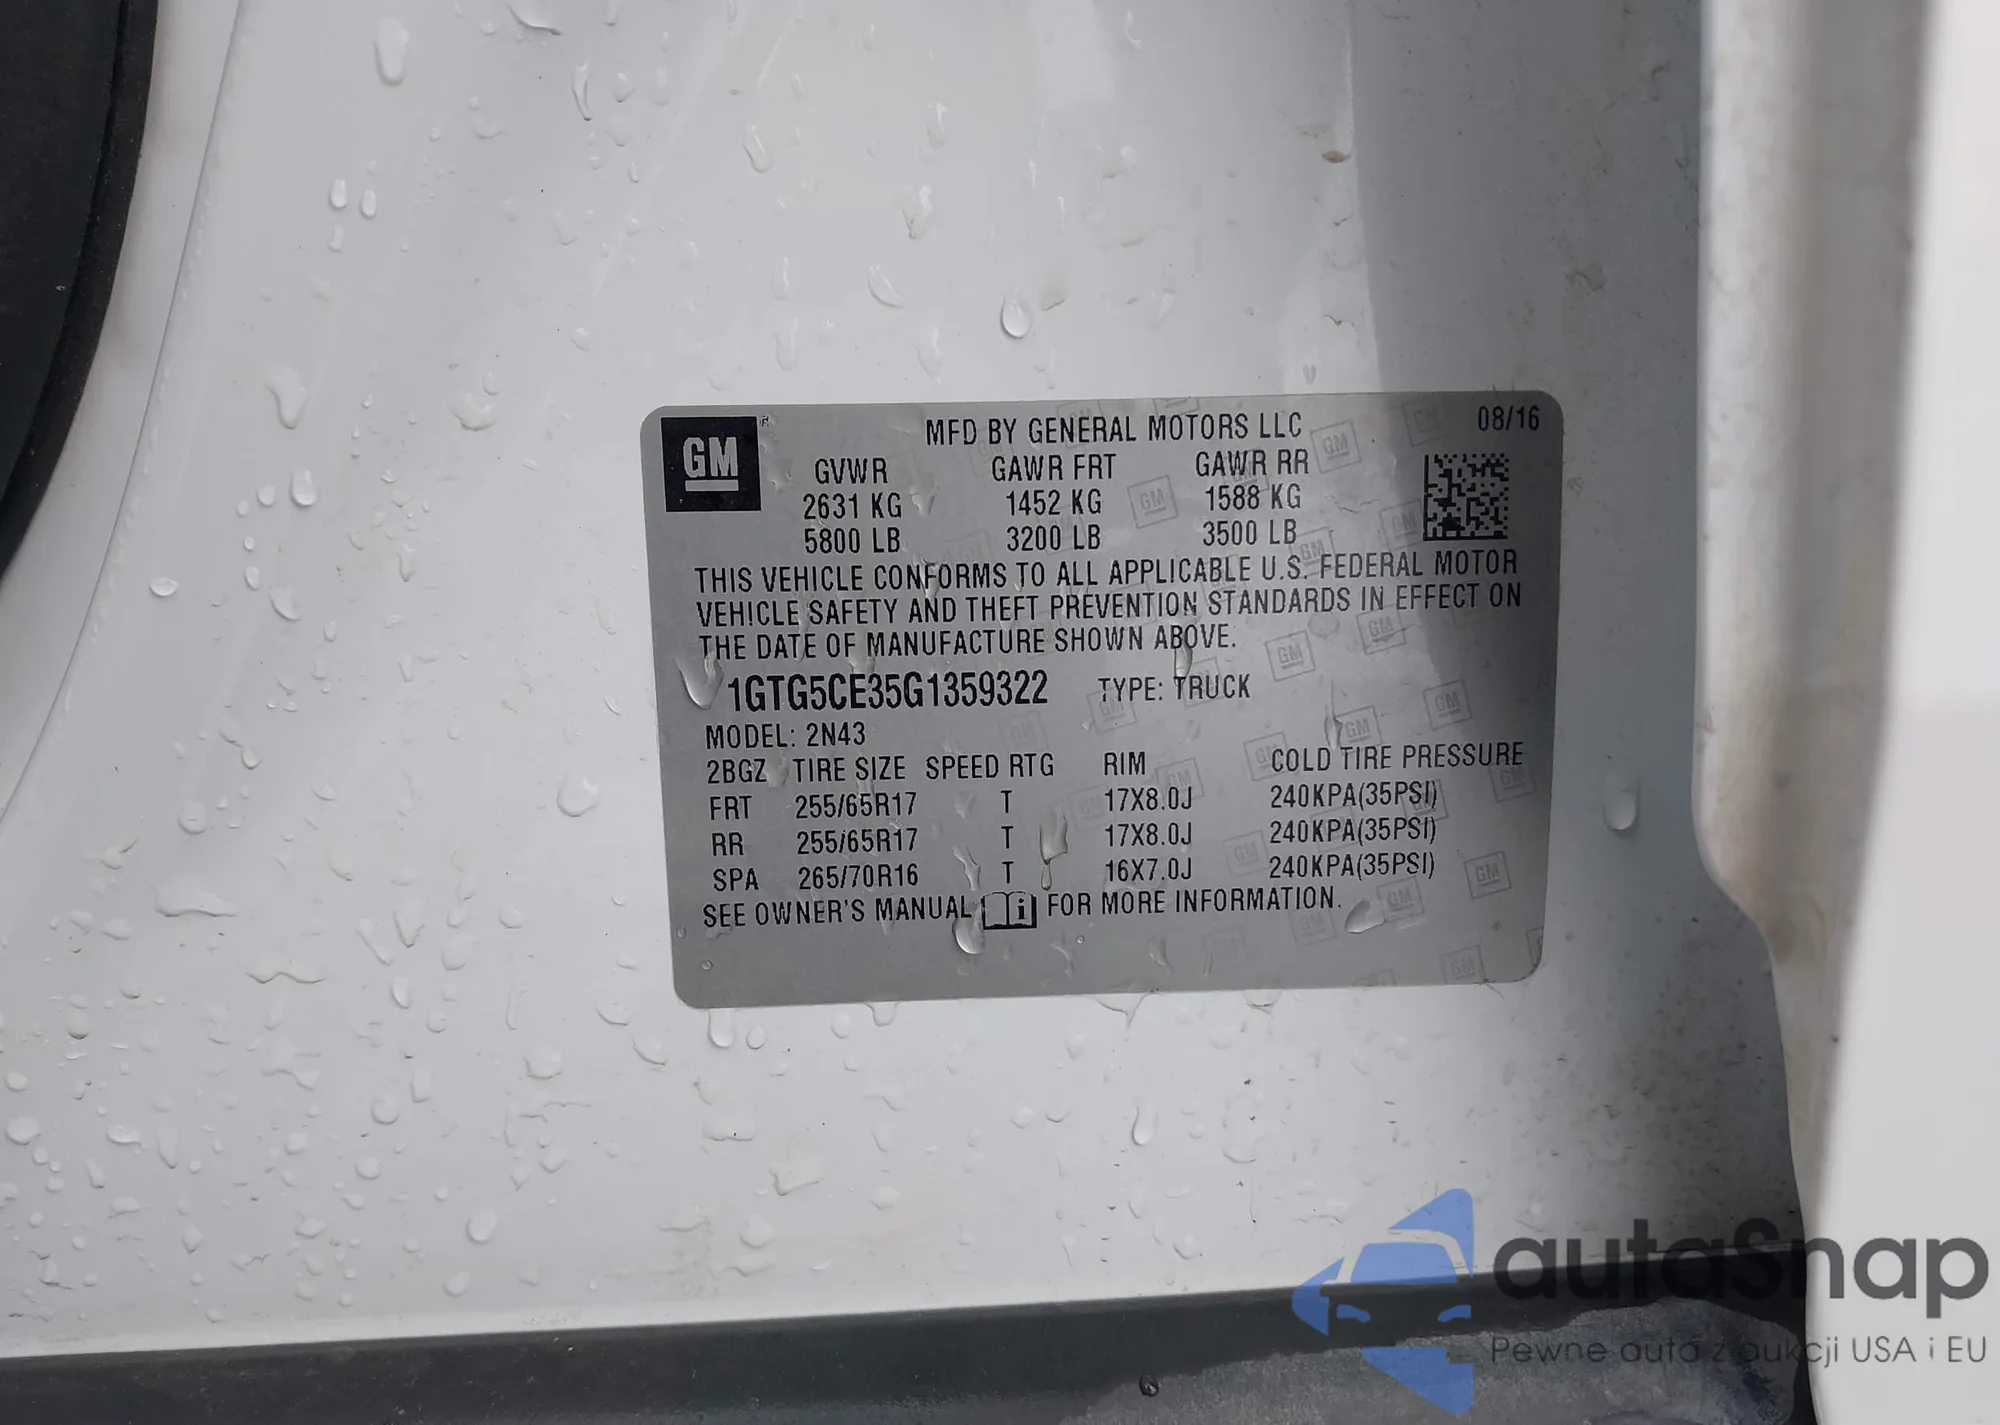 GM
MFD BY GENERAL MOTORS LLC 08/16
GVWR GAWR FRT GAWR RR
2631 KG 1452 KG 1588 KG
5800 LB 3200 LB 3500 LB
THIS VEHICLE CONFORMS TO ALL APPLICABLE U.S. FEDERAL MOTOR
VEHICLE SAFETY AND THEFT PREVENTION STANDARDS IN EFFECT ON
THE DATE OF MANUFACTURE SHOWN ABOVE.
1GTG5CE35G1359322 TYPE: TRUCK
MODEL: 2N43
2BGZ TIRE SIZE SPEED RTG RIM COLD TIRE PRESSURE
FRT 255/65R17 T 17X8.0J 240KPA(35PSI)
RR 255/65R17 T 17X8.0J 240KPA(35PSI)
SPA 265/70R16 T 16X7.0J 240KPA(35PSI)
SEE OWNER'S MANUAL i FOR MORE INFORMATION.
autaSnap
Pewne auta z aukcji USA i EU